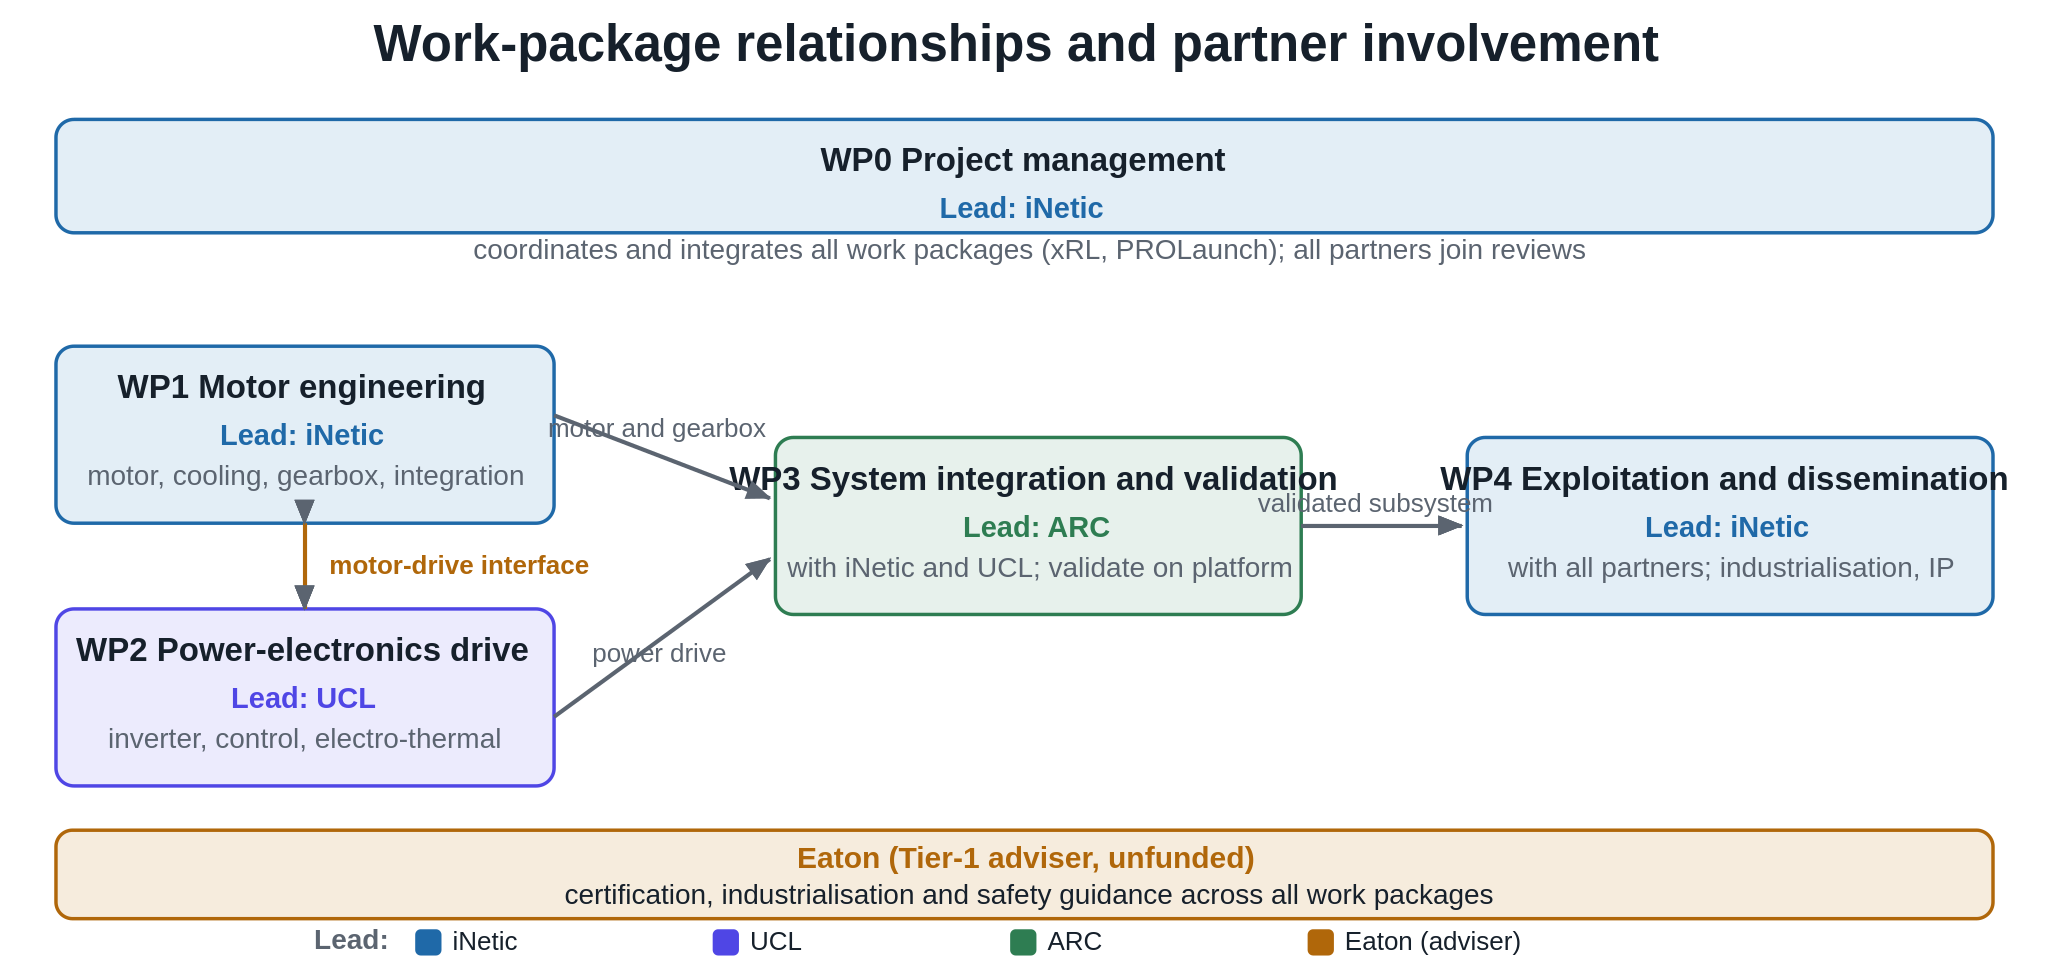 Work-package relationships and partner involvement
WP0 Project management
Lead: iNetic
coordinates and integrates all work packages (xRL, PROLaunch); all partners join reviews
WP1 Motor engineering
Lead: iNetic
motor, cooling, gearbox, integration
motor and gearbox
motor-drive interface
WP2 Power-electronics drive
Lead: UCL
inverter, control, electro-thermal
power drive
WP3 System integration and validation
Lead: ARC
with iNetic and UCL; validate on platform
validated subsystem
WP4 Exploitation and dissemination
Lead: iNetic
with all partners; industrialisation, IP
Eaton (Tier-1 adviser, unfunded)
certification, industrialisation and safety guidance across all work packages
Lead: iNetic UCL ARC Eaton (adviser)